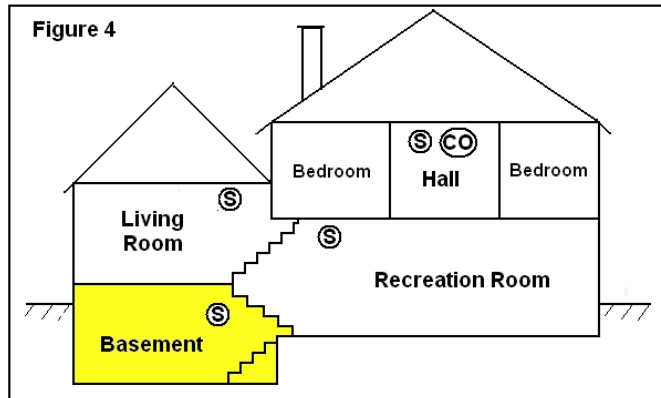 Figure 4
S CO
Bedroom
Hall
Bedroom
S
Living
Room
S
Recreation Room
S
Basement